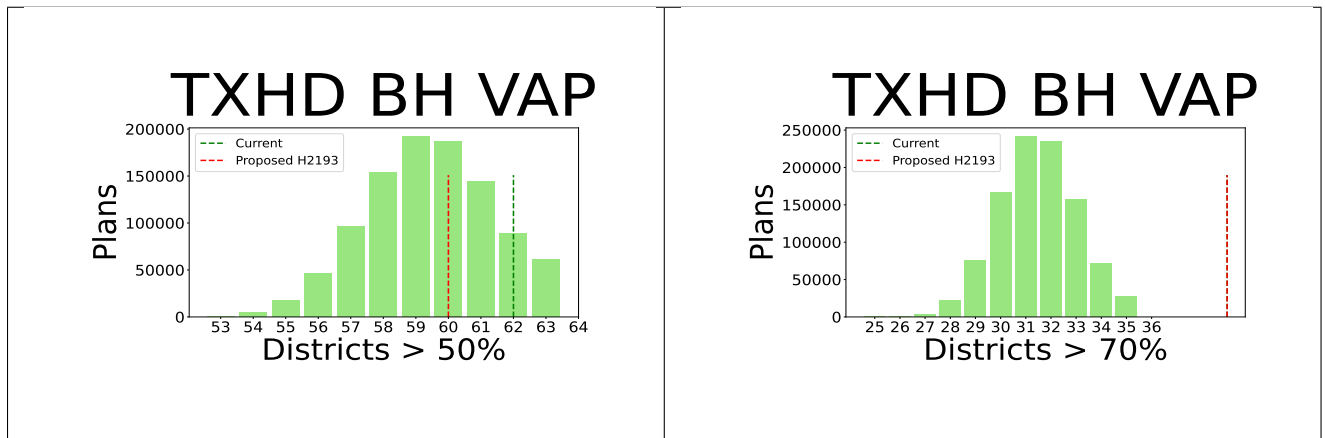 TXHD BH VAP
Current
Proposed H2193
200000
150000
100000
50000
0
Plans
53 54 55 56 57 58 59 60 61 62 63 64
Districts > 50%
TXHD BH VAP
Current
Proposed H2193
250000
200000
150000
100000
50000
0
Plans
25 26 27 28 29 30 31 32 33 34 35 36
Districts > 70%